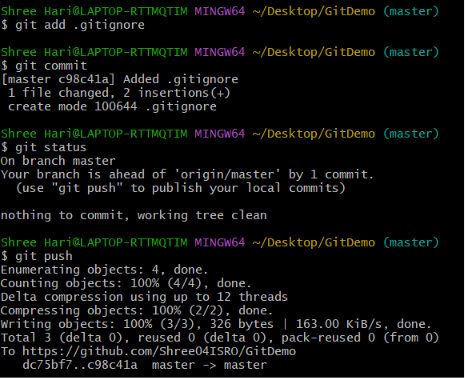 Shree Hari@LAPTOP-RTTMQTIM MINGW64 ~/Desktop/GitDemo (master)
$ git add .gitignore
Shree Hari@LAPTOP-RTTMQTIM MINGW64 ~/Desktop/GitDemo (master)
$ git commit
[master c98c41a] Added .gitignore
 1 file changed, 2 insertions(+)
 create mode 100644 .gitignore
Shree Hari@LAPTOP-RTTMQTIM MINGW64 ~/Desktop/GitDemo (master)
$ git status
On branch master
Your branch is ahead of 'origin/master' by 1 commit.
  (use "git push" to publish your local commits)
nothing to commit, working tree clean
Shree Hari@LAPTOP-RTTMQTIM MINGW64 ~/Desktop/GitDemo (master)
$ git push
Enumerating objects: 4, done.
Counting objects: 100% (4/4), done.
Delta compression using up to 12 threads
Compressing objects: 100% (2/2), done.
Writing objects: 100% (3/3), 326 bytes | 163.00 KiB/s, done.
Total 3 (delta 0), reused 0 (delta 0), pack-reused 0 (from 0)
To https://github.com/Shree04ISRO/GitDemo
   dc75bf7..c98c41a  master -> master